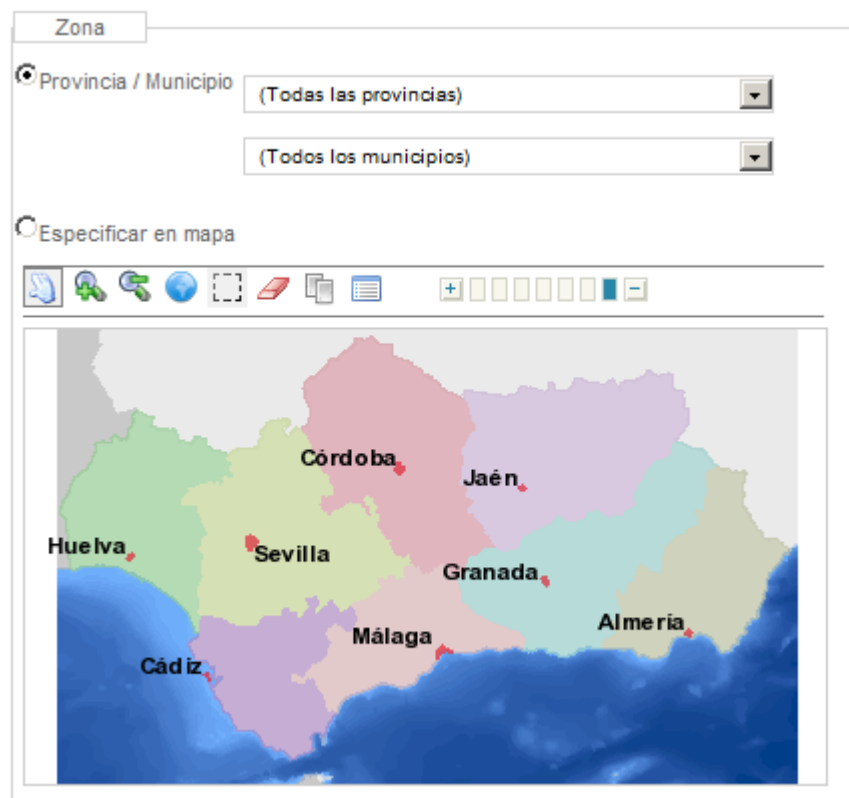 Zona
Provincia / Municipio
(Todas las provincias)
(Todos los municipios)
Especificar en mapa
Córdoba
Jaén
Huelva
Sevilla
Granada
Almería
Málaga
Cádiz